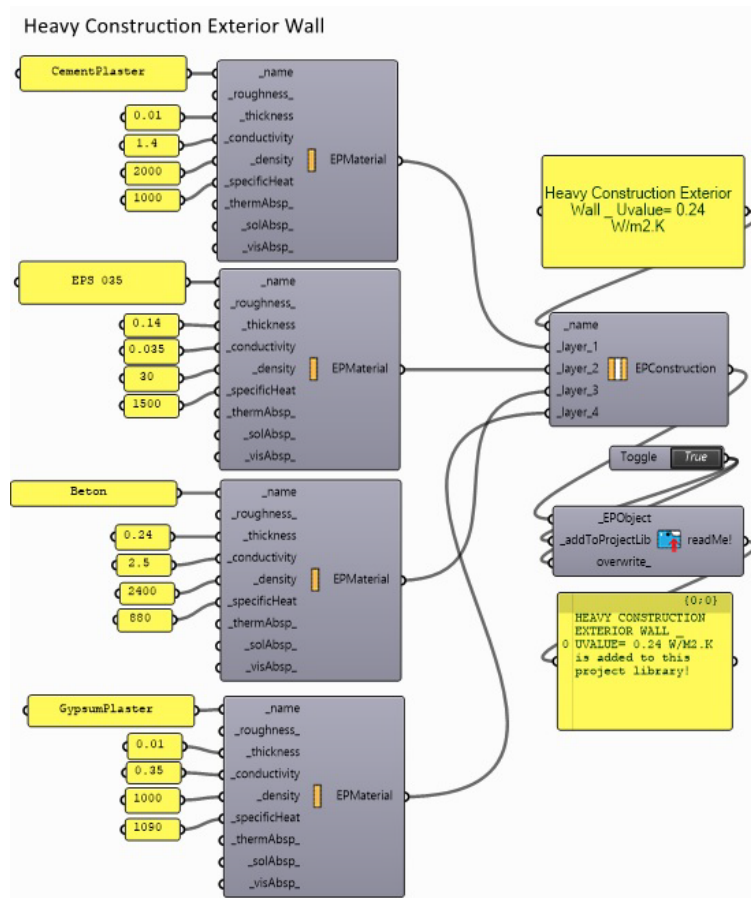 Heavy Construction Exterior Wall
CementPlaster
0.01
1.4
2000
1000
_name
_roughness_
_thickness
_conductivity
_density
_specificHeat
_thermAbsp_
_solAbsp_
_visAbsp_
EPMaterial
EPS 035
0.14
0.035
30
1500
_name
_roughness_
_thickness
_conductivity
_density
_specificHeat
_thermAbsp_
_solAbsp_
_visAbsp_
EPMaterial
Beton
0.24
2.5
2400
880
_name
_roughness_
_thickness
_conductivity
_density
_specificHeat
_thermAbsp_
_solAbsp_
_visAbsp_
EPMaterial
GypsumPlaster
0.01
0.35
1000
1090
_name
_roughness_
_thickness
_conductivity
_density
_specificHeat
_thermAbsp_
_solAbsp_
_visAbsp_
EPMaterial
Heavy Construction Exterior
Wall _ Uvalue= 0.24
W/m2.K
_name
_layer_1
_layer_2
_layer_3
_layer_4
EPConstruction
Toggle True
_EPObject
_addToProjectLib
overwrite_
readMe!
{0;0}
HEAVY CONSTRUCTION
EXTERIOR WALL _
0 UVALUE= 0.24 W/M2.K
is added to this
project library!